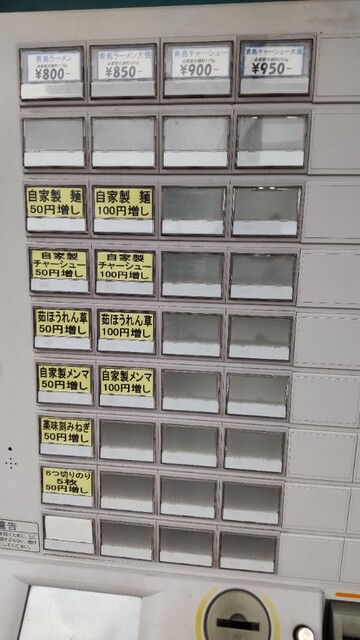 青島ラーメン
¥800-
青島ラーメン大盛
¥850-
青島チャーシュー
¥900-
青島チャーシュー大盛
¥950-
自家製 麺
50円増し
自家製 麺
100円増し
自家製
チャーシュー
50円増し
自家製
チャーシュー
100円増し
茹ほうれん草
50円増し
茹ほうれん草
100円増し
自家製メンマ
50円増し
自家製メンマ
100円増し
薬味刻みねぎ
50円増し
6つ切りのり
5枚
50円増し